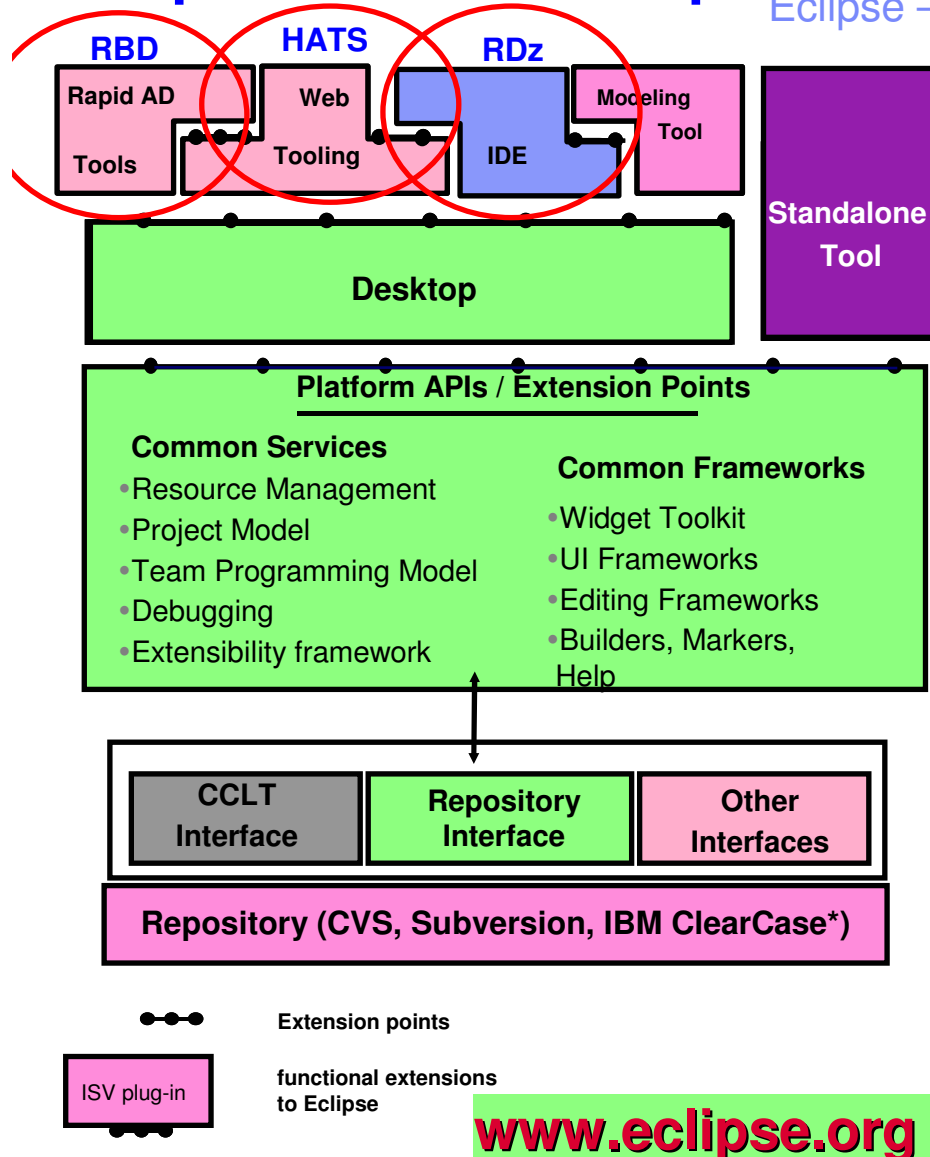 Eclipse –
RBD
HATS
RDz
Rapid AD
Tools
Web
Tooling
IDE
Modeling
Tool
Standalone
Tool
Desktop
Platform APIs / Extension Points
Common Services
•Resource Management
•Project Model
•Team Programming Model
•Debugging
•Extensibility framework
Common Frameworks
•Widget Toolkit
•UI Frameworks
•Editing Frameworks
•Builders, Markers,
Help
CCLT
Interface
Repository
Interface
Other
Interfaces
Repository (CVS, Subversion, IBM ClearCase*)
Extension points
ISV plug-in
functional extensions
to Eclipse
www.eclipse.org